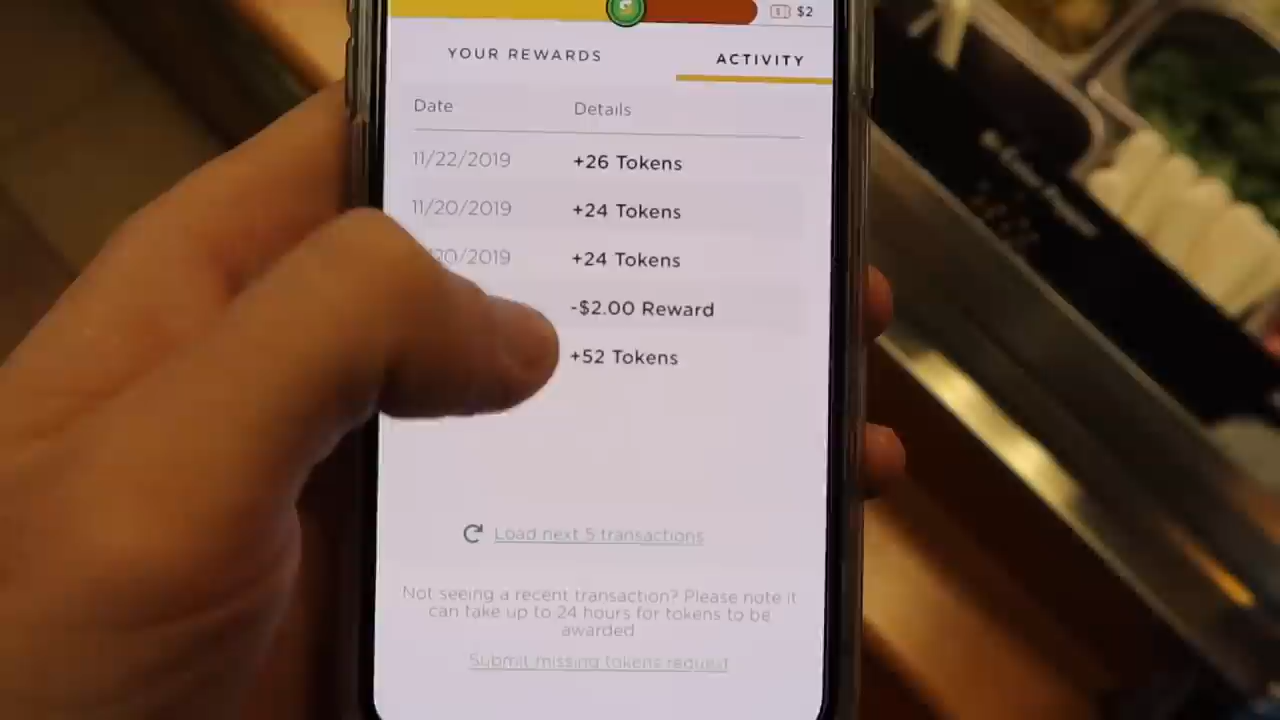 $2
YOUR REWARDS
ACTIVITY
Date Details
11/22/2019 +26 Tokens
11/20/2019 +24 Tokens
20/2019 +24 Tokens
-$2.00 Reward
+52 Tokens
Load next 5 transactions
Not seeing a recent transaction? Please note it
can take up to 24 hours for tokens to be
awarded
Submit missing tokens request